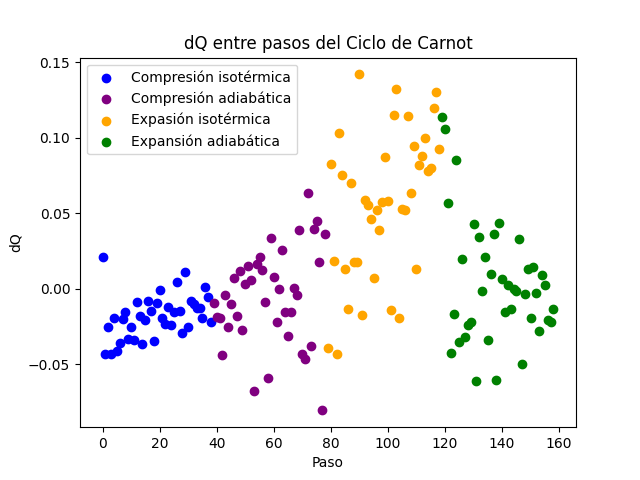 dQ entre pasos del Ciclo de Carnot
Compresión isotérmica
Compresión adiabática
Expasión isotérmica
Expansión adiabática
dQ
0.15
0.10
0.05
0.00
−0.05
0 20 40 60 80 100 120 140 160
Paso